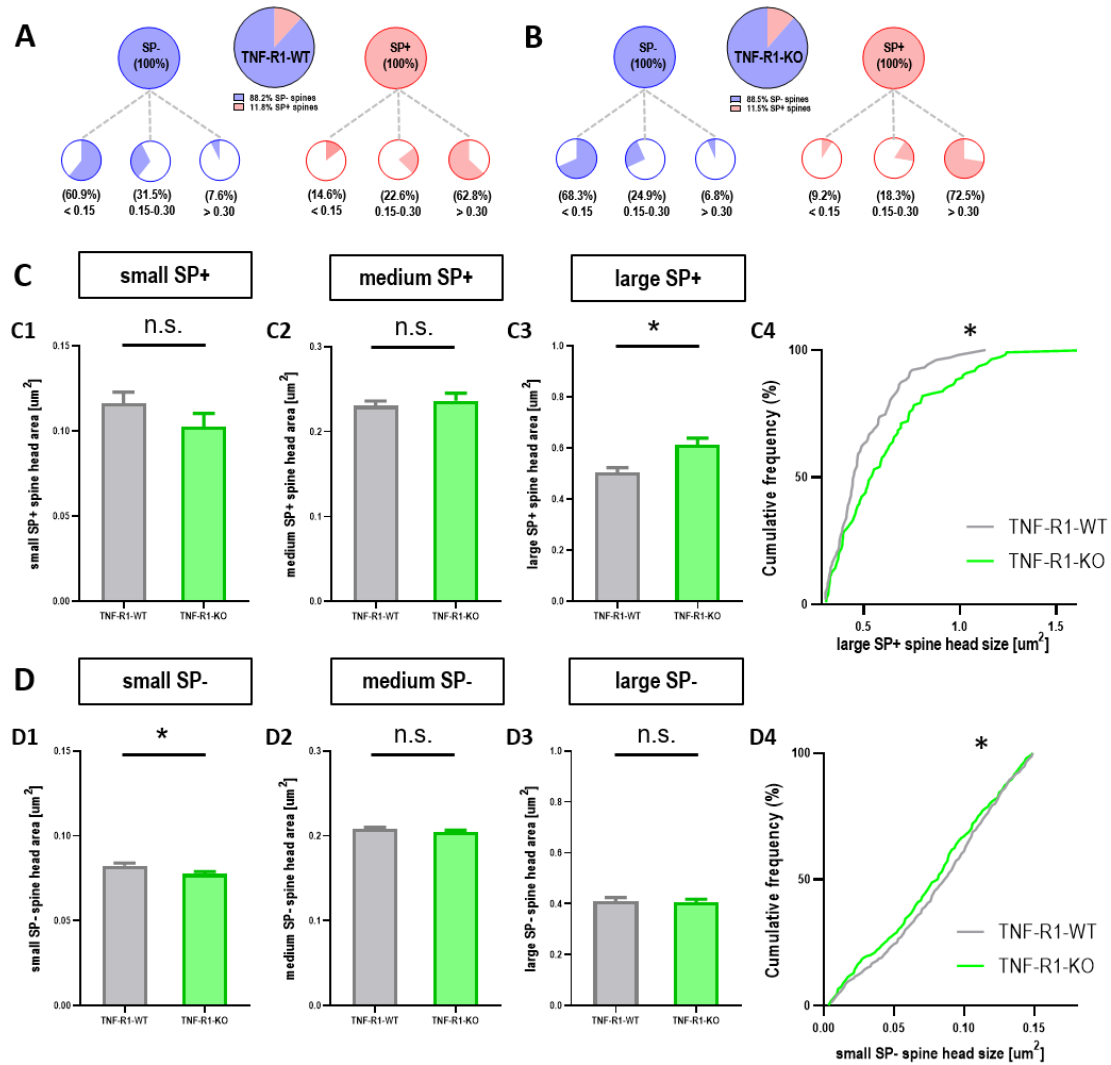 A
SP-
(100%)
TNF-R1-WT
SP+
(100%)
88.2% SP- spines
11.8% SP+ spines
(60.9%)
< 0.15
(31.5%)
0.15-0.30
(7.6%)
> 0.30
(14.6%)
< 0.15
(22.6%)
0.15-0.30
(62.8%)
> 0.30
B
SP-
(100%)
TNF-R1-KO
SP+
(100%)
88.5% SP- spines
11.5% SP+ spines
(68.3%)
< 0.15
(24.9%)
0.15-0.30
(6.8%)
> 0.30
(9.2%)
< 0.15
(18.3%)
0.15-0.30
(72.5%)
> 0.30
C
small SP+
medium SP+
large SP+
C1
n.s.
small SP+ spine head area [um²]
0.15
0.10
0.05
0.00
TNF-R1-WT
TNF-R1-KO
C2
n.s.
medium SP+ spine head area [um²]
0.3
0.2
0.1
0.0
TNF-R1-WT
TNF-R1-KO
C3
*
large SP+ spine head area [um²]
1.0
0.8
0.6
0.4
0.2
0.0
TNF-R1-WT
TNF-R1-KO
C4
*
Cumulative frequency (%)
100
50
0
TNF-R1-WT
TNF-R1-KO
0.5
1.0
1.5
large SP+ spine head size [um²]
D
small SP-
medium SP-
large SP-
D1
*
small SP- spine head area [um²]
0.15
0.10
0.05
0.00
TNF-R1-WT
TNF-R1-KO
D2
n.s.
medium SP- spine head area [um²]
0.3
0.2
0.1
0.0
TNF-R1-WT
TNF-R1-KO
D3
n.s.
large SP- spine head area [um²]
1.0
0.8
0.6
0.4
0.2
0.0
TNF-R1-WT
TNF-R1-KO
D4
*
Cumulative frequency (%)
100
50
0
TNF-R1-WT
TNF-R1-KO
0.00
0.05
0.10
0.15
small SP- spine head size [um²]